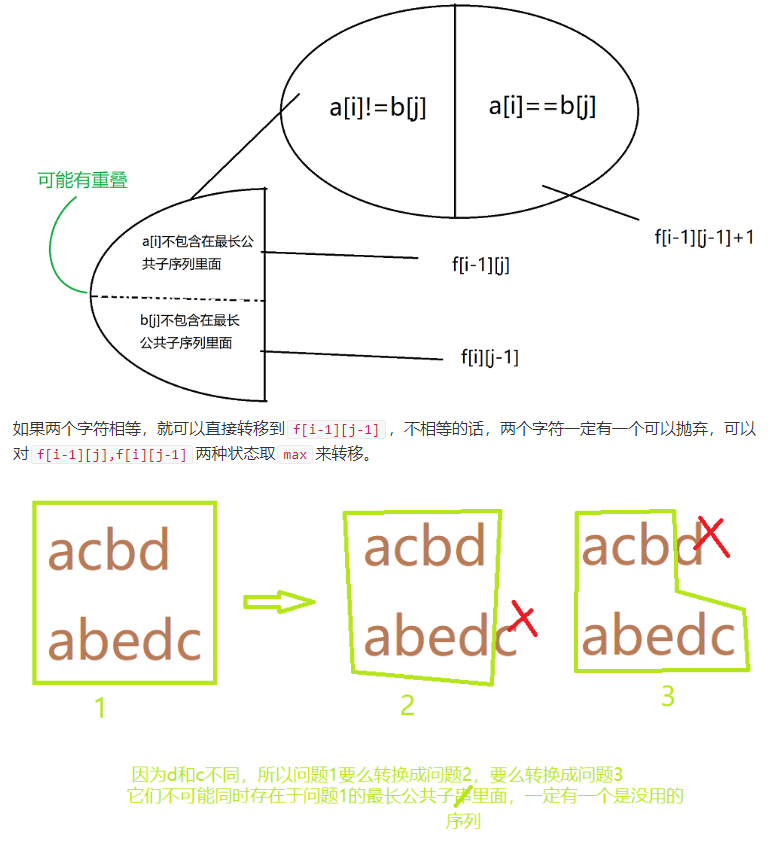 a[i]!=b[j]
a[i]==b[j]
可能有重叠
f[i-1][j-1]+1
a[i]不包含在最长公
共子序列里面
f[i-1][j]
b[j]不包含在最长
公共子序列里面
f[i][j-1]
如果两个字符相等，就可以直接转移到 f[i-1][j-1] ，不相等的话，两个字符一定有一个可以抛弃，可以
对 f[i-1][j],f[i][j-1] 两种状态取 max 来转移。
acbd
abedc
1
acbd
abedc
2
acbd
abedc
3
因为d和c不同，所以问题1要么转换成问题2，要么转换成问题3
它们不可能同时存在于问题1的最长公共子串里面，一定有一个是没用的
序列